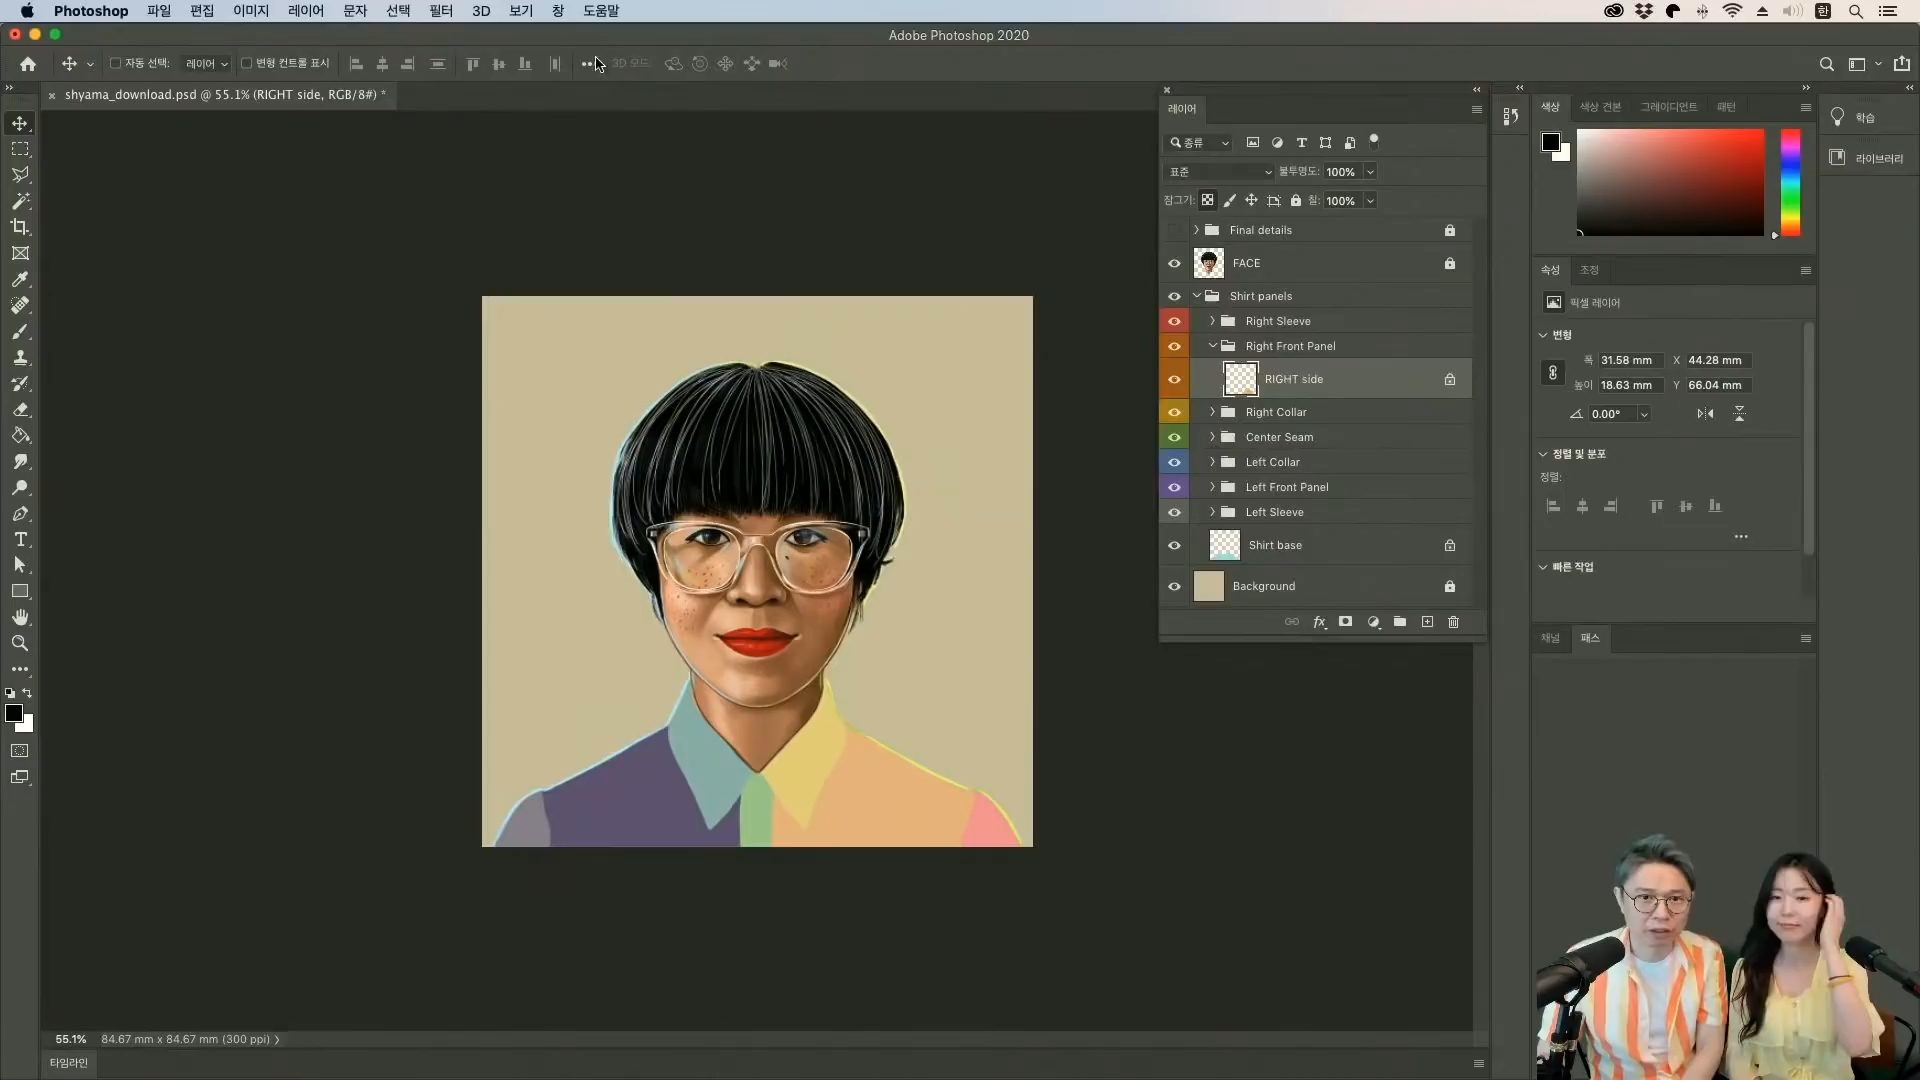 Photoshop 파일 편집 이미지 레이어 문자 선택 필터 3D 보기 창 도움말
Adobe Photoshop 2020
자동 선택: 레이어 변형 컨트롤 표시 3D 모드:
shyama_download.psd @ 55.1% (RIGHT side, RGB/8#) *
레이어
종류
표준 불투명도: 100%
잠그기: 칠: 100%
Final details
FACE
Shirt panels
Right Sleeve
Right Front Panel
RIGHT side
Right Collar
Center Seam
Left Collar
Left Front Panel
Left Sleeve
Shirt base
Background
fx
색상 색상 견본 그레이디언트 패턴
학습
라이브러리
속성 조정
픽셀 레이어
변형
폭 31.58 mm X 44.28 mm
높이 18.63 mm Y 66.04 mm
0.00°
정렬 및 분포
정렬:
빠른 작업
채널 패스
55.1% 84.67 mm x 84.67 mm (300 ppi)
타임라인